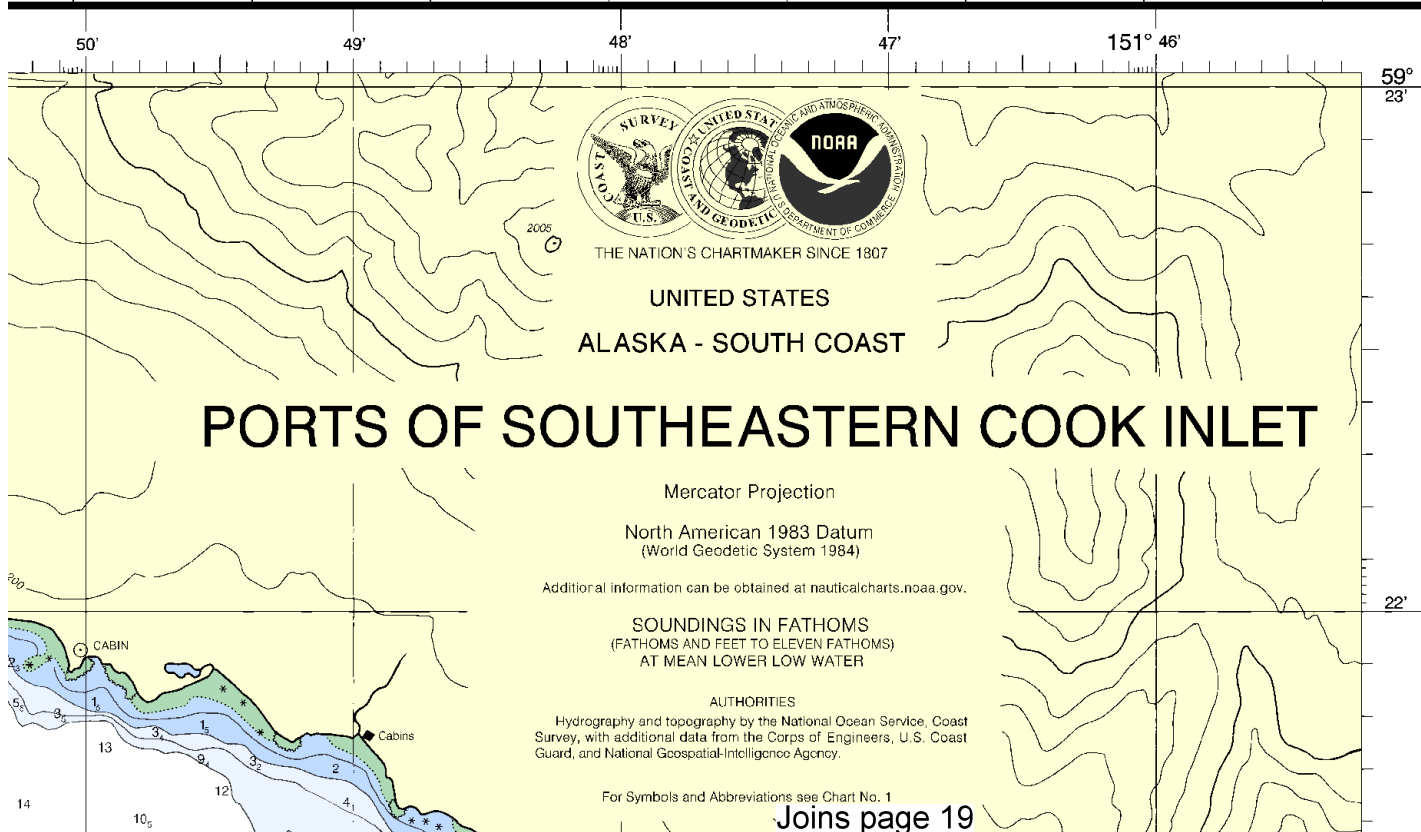 50' 49' 48' 47' 151° 46'
59°
23'
COAST SURVEY U.S.
UNITED STATES COAST AND GEODETIC
NATIONAL OCEANIC AND ATMOSPHERIC ADMINISTRATION
NOAA
U.S. DEPARTMENT OF COMMERCE
2005
THE NATION'S CHARTMAKER SINCE 1807
UNITED STATES
ALASKA - SOUTH COAST
PORTS OF SOUTHEASTERN COOK INLET
Mercator Projection
North American 1983 Datum
(World Geodetic System 1984)
200
Additional information can be obtained at nauticalcharts.noaa.gov.
22'
SOUNDINGS IN FATHOMS
(FATHOMS AND FEET TO ELEVEN FATHOMS)
AT MEAN LOWER LOW WATER
CABIN
AUTHORITIES
Hydrography and topography by the National Ocean Service, Coast
Survey, with additional data from the Corps of Engineers, U.S. Coast
Guard, and National Geospatial-Intelligence Agency.
Cabins
1₅
3
13
9₄
3₂
2
12
4₁
14
10₅
For Symbols and Abbreviations see Chart No. 1
Joins page 19